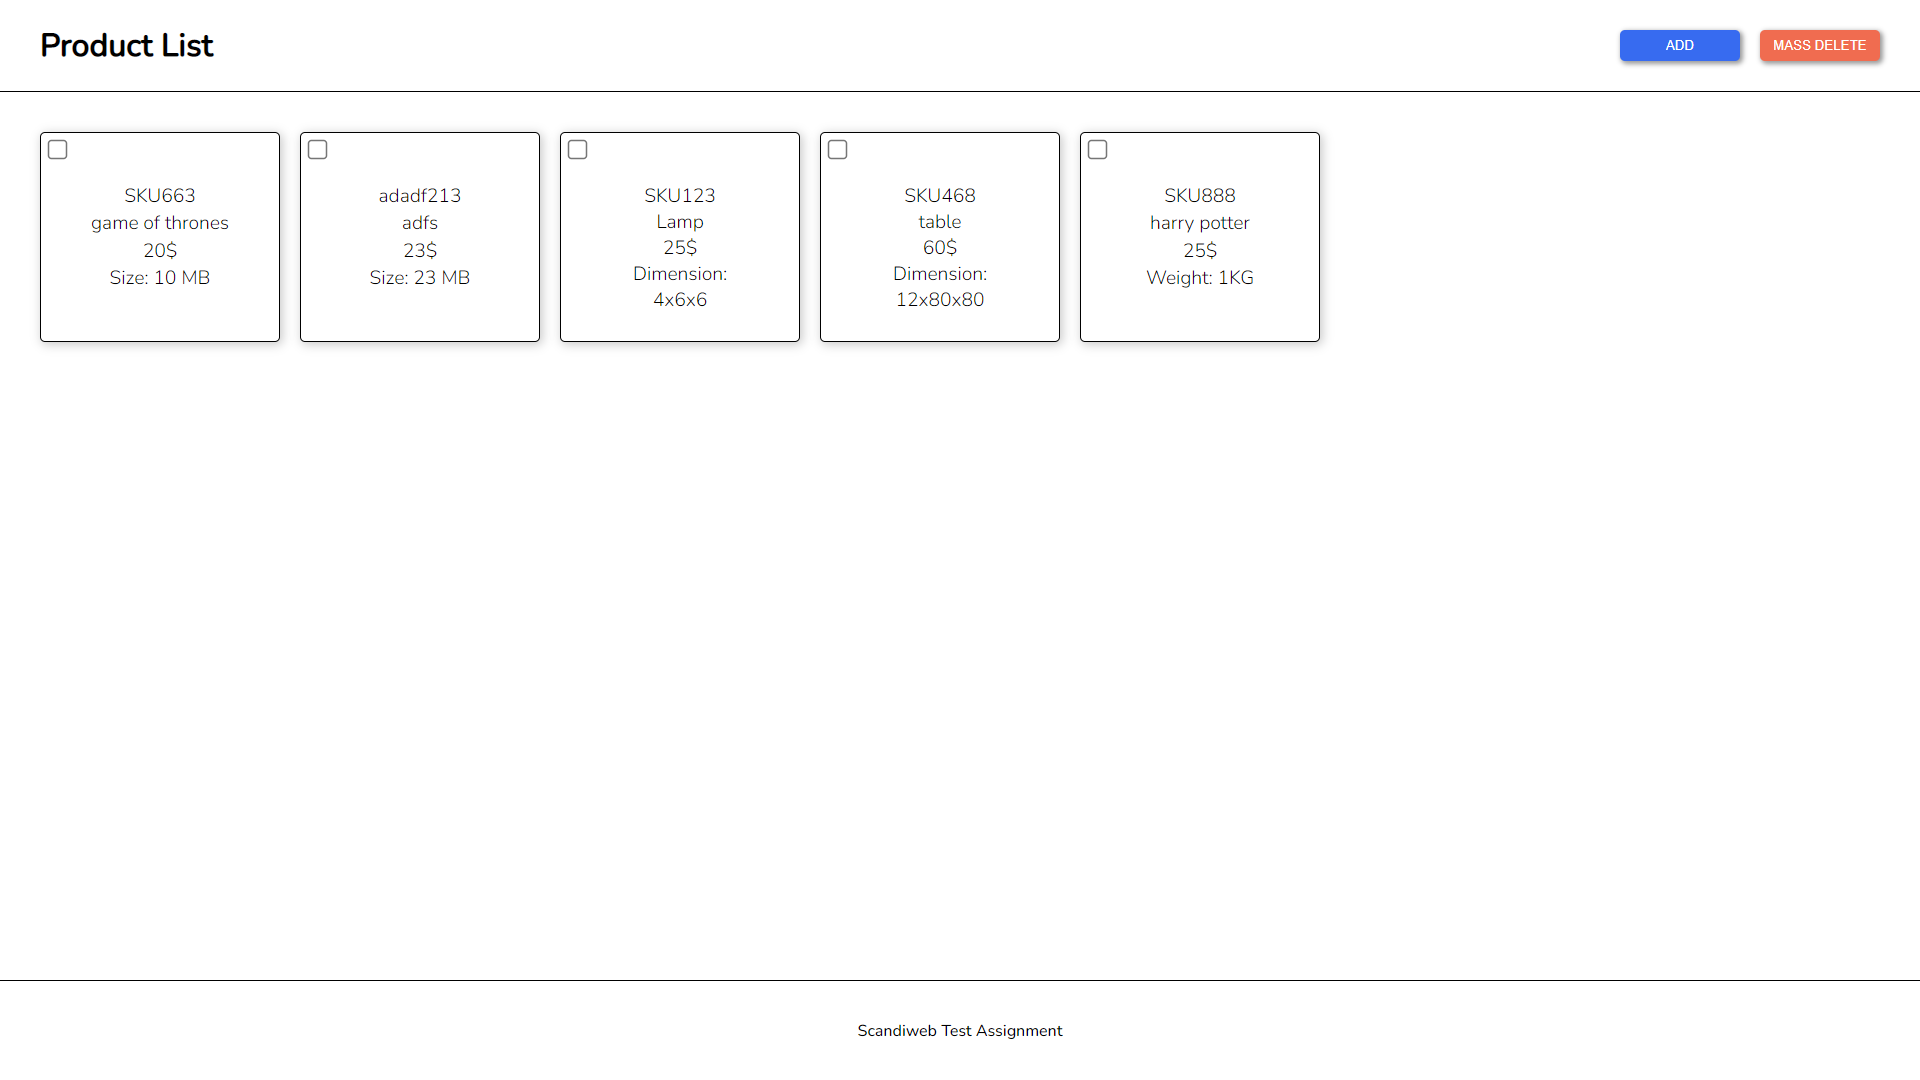 Product List
ADD
MASS DELETE
SKU663
game of thrones
20$
Size: 10 MB
adadf213
adfs
23$
Size: 23 MB
SKU123
Lamp
25$
Dimension:
4x6x6
SKU468
table
60$
Dimension:
12x80x80
SKU888
harry potter
25$
Weight: 1KG
Scandiweb Test Assignment